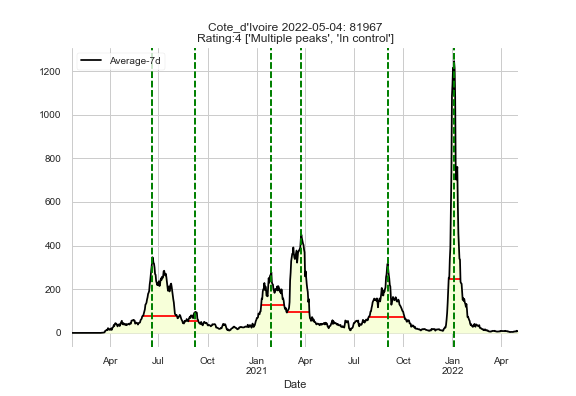 Cote_d'Ivoire 2022-05-04: 81967
Rating:4 ['Multiple peaks', 'In control']
Average-7d
1200
1000
800
600
400
200
0
Apr Jul Oct Jan Apr Jul Oct Jan Apr
2021 2022
Date